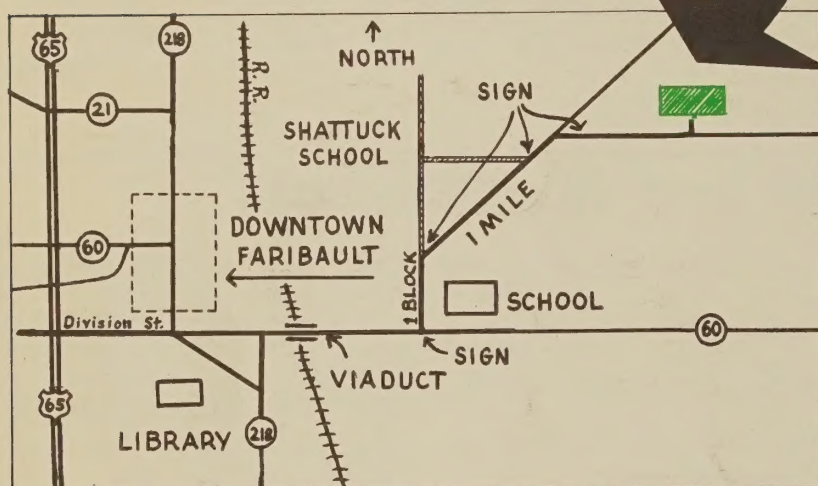 65
218
R.R.
NORTH
21
SHATTUCK
SCHOOL
SIGN
1 MILE
60
DOWNTOWN
FARIBAULT
1 BLOCK
SCHOOL
Division St.
60
SIGN
VIADUCT
65
LIBRARY
218